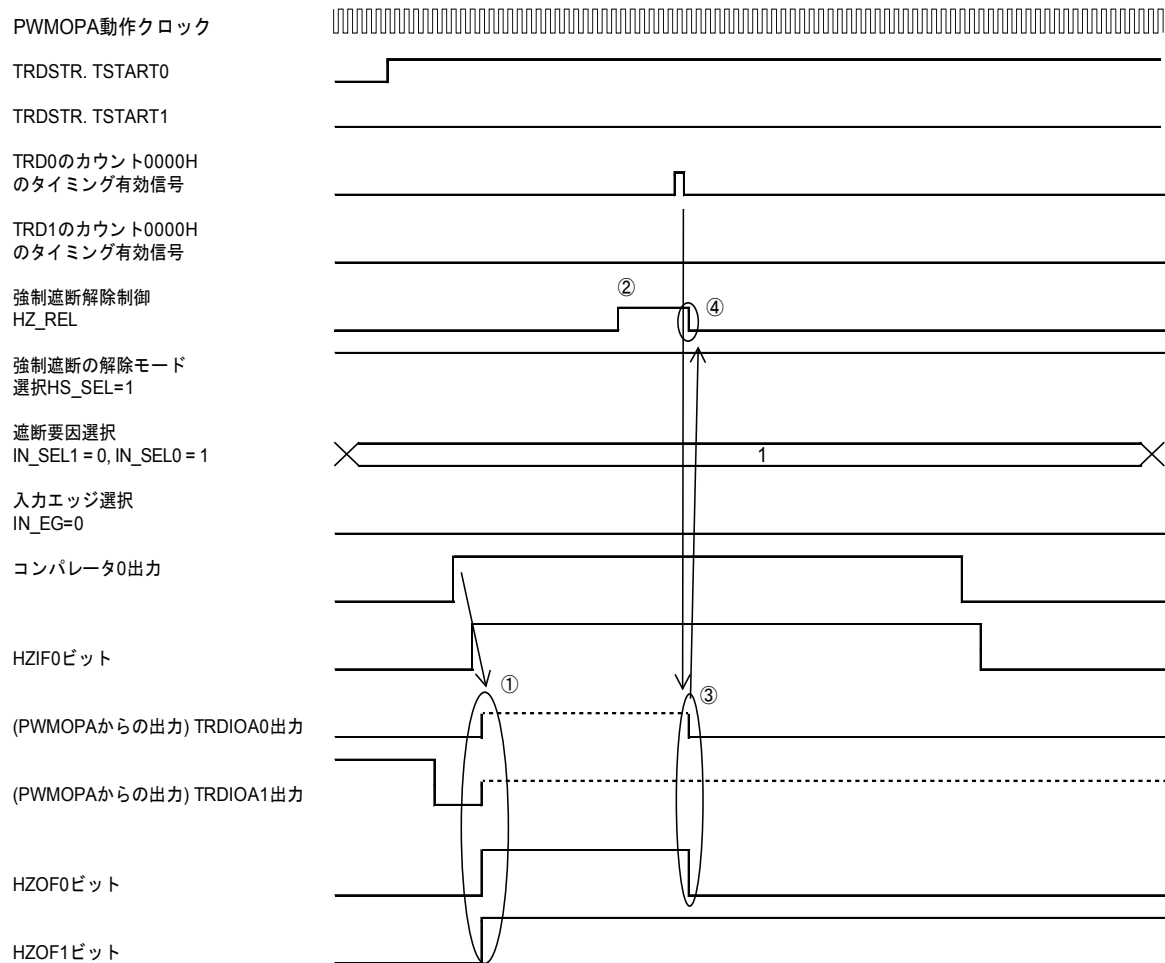 PWMOPA動作クロック
TRDSTR. TSTART0
TRDSTR. TSTART1
TRD0のカウント0000H
のタイミング有効信号
TRD1のカウント0000H
のタイミング有効信号
強制遮断解除制御
HZ_REL
②
④
強制遮断の解除モード
選択HS_SEL=1
遮断要因選択
IN_SEL1 = 0, IN_SEL0 = 1
1
入力エッジ選択
IN_EG=0
コンパレータ0出力
HZIF0ビット
①
③
(PWMOPAからの出力) TRDIOA0出力
(PWMOPAからの出力) TRDIOA1出力
HZOF0ビット
HZOF1ビット